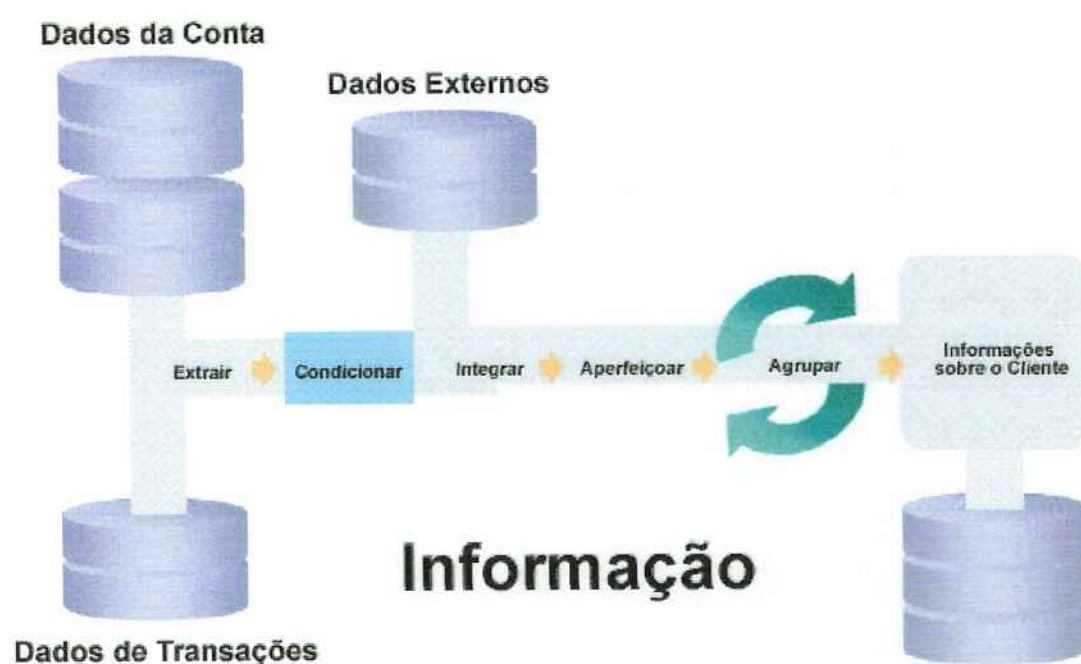 Dados da Conta
Dados Externos
Extrair
Condicionar
Integrar
Aperfeiçoar
Agrupar
Informações
sobre o Cliente
Informação
Dados de Transações